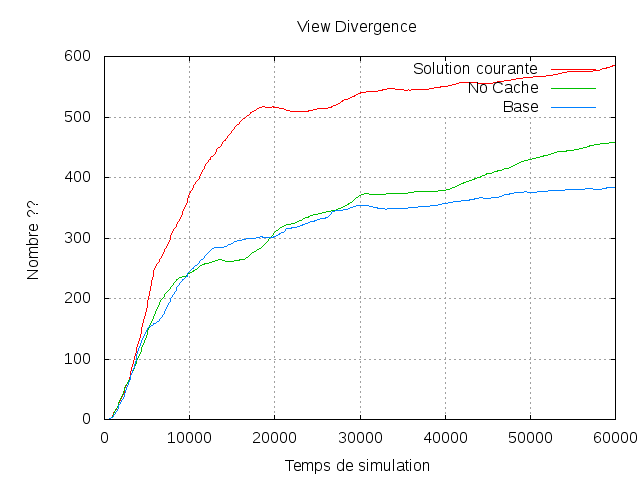 View Divergence
Nombre ??
600
500
400
300
200
100
0
Solution courante
No Cache
Base
0 10000 20000 30000 40000 50000 60000
Temps de simulation